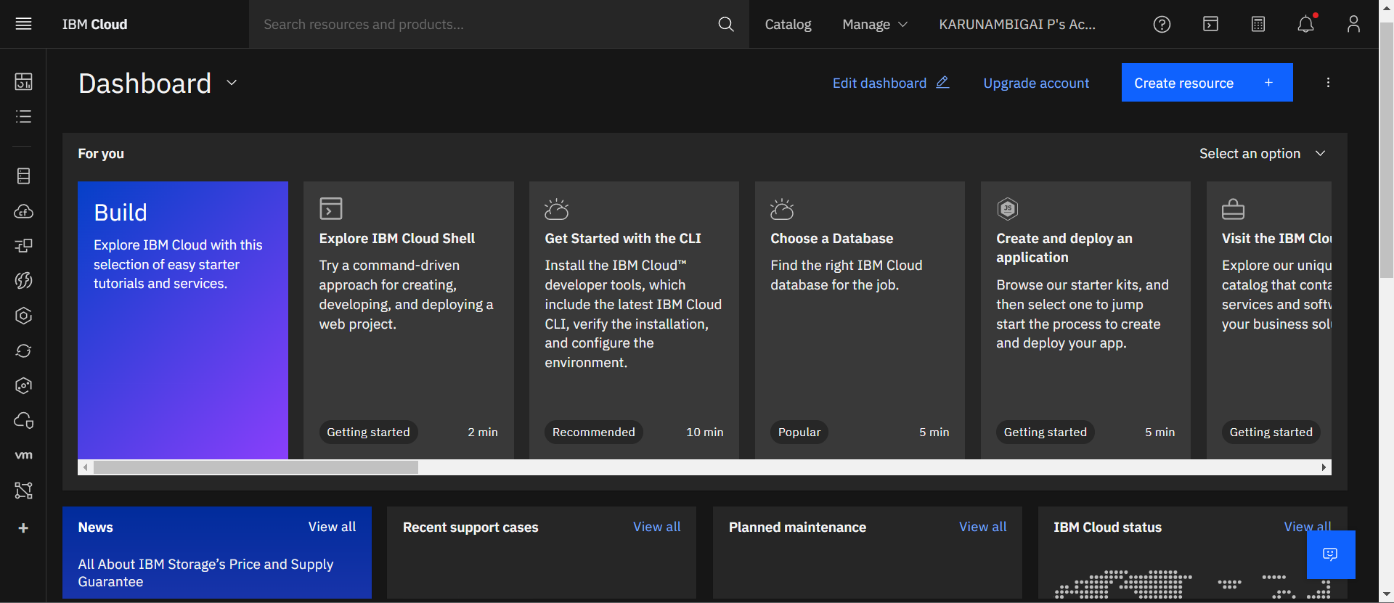 IBM Cloud
Search resources and products...
Catalog
Manage
KARUNAMBIGAI P's Ac...
Dashboard
Edit dashboard
Upgrade account
Create resource +
For you
Select an option
Build
Explore IBM Cloud with this
selection of easy starter
tutorials and services.
Explore IBM Cloud Shell
Try a command-driven
approach for creating,
developing, and deploying a
web project.
Getting started
2 min
Get Started with the CLI
Install the IBM Cloud™
developer tools, which
include the latest IBM Cloud
CLI, verify the installation,
and configure the
environment.
Recommended
10 min
Choose a Database
Find the right IBM Cloud
database for the job.
Popular
5 min
JS
Create and deploy an
application
Browse our starter kits, and
then select one to jump
start the process to create
and deploy your app.
Getting started
5 min
Visit the IBM Clou
Explore our uniqu
catalog that conta
services and softw
your business solu
Getting started
vm
News
View all
All About IBM Storage's Price and Supply
Guarantee
Recent support cases
View all
Planned maintenance
View all
IBM Cloud status
View all